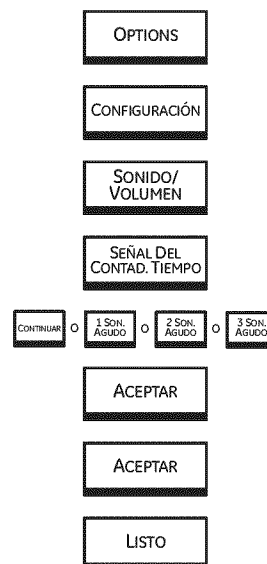 OPTIONS
CONFIGURACIÓN
SONIDO/
VOLUMEN
SEÑAL DEL
CONTAD. TIEMPO
CONTINUAR O 1 SON. AGUDO O 2 SON. AGUDO O 3 SON. AGUDO
ACEPTAR
ACEPTAR
LISTO